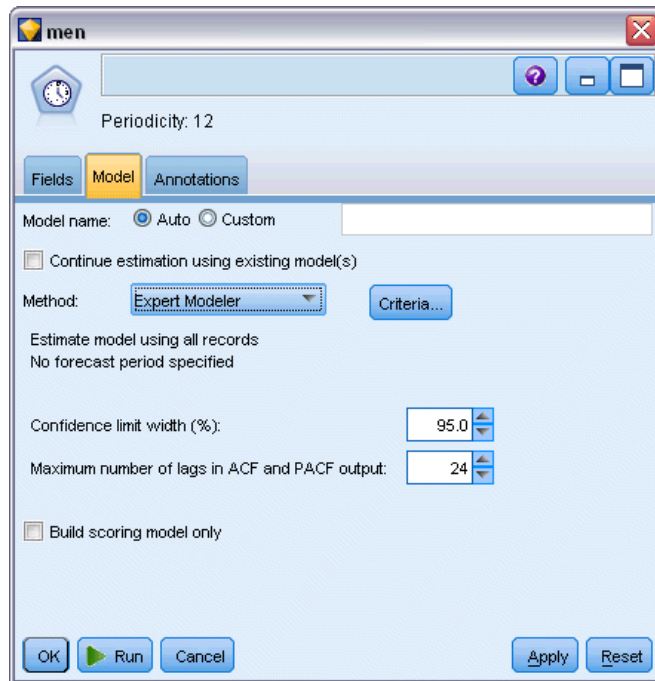 men
Periodicity: 12
Fields Model Annotations
Model name: Auto Custom
Continue estimation using existing model(s)
Method: Expert Modeler Criteria...
Estimate model using all records
No forecast period specified
Confidence limit width (%): 95.0
Maximum number of lags in ACF and PACF output: 24
Build scoring model only
OK Run Cancel Apply Reset